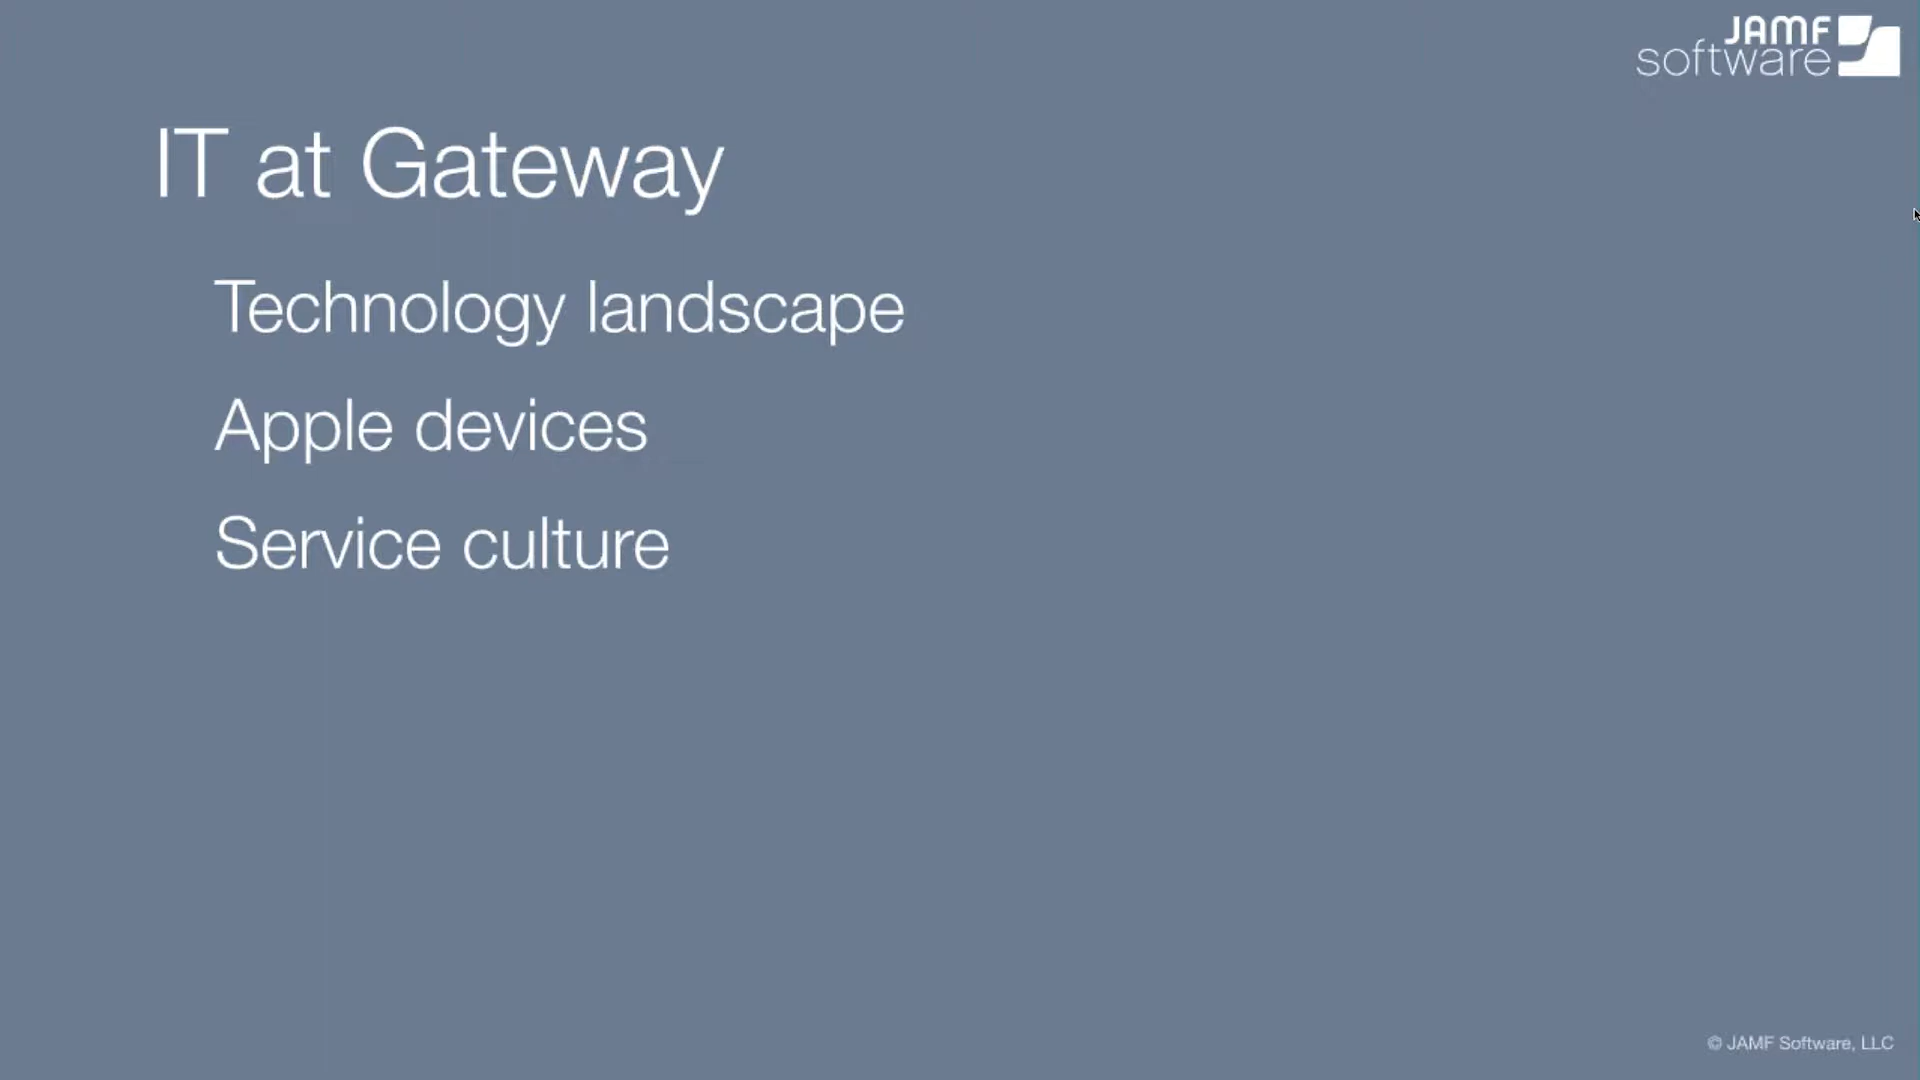 JAMF
software
IT at Gateway
Technology landscape
Apple devices
Service culture
© JAMF Software, LLC